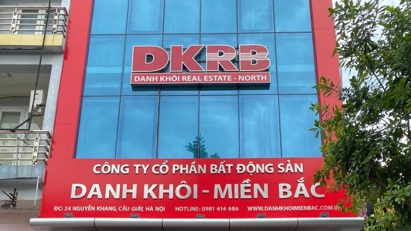 DKRB
DANH KHÔI REAL ESTATE - NORTH
CÔNG TY CỔ PHẦN BẤT ĐỘNG SẢN
DANH KHÔI - MIỀN BẮC
ĐC: 24 NGUYỄN KHANG, CẦU GIẤY, HÀ NỘI HOTLINE: 0981 414 686 WWW.DANHKHOIMIENBAC.COM.VN